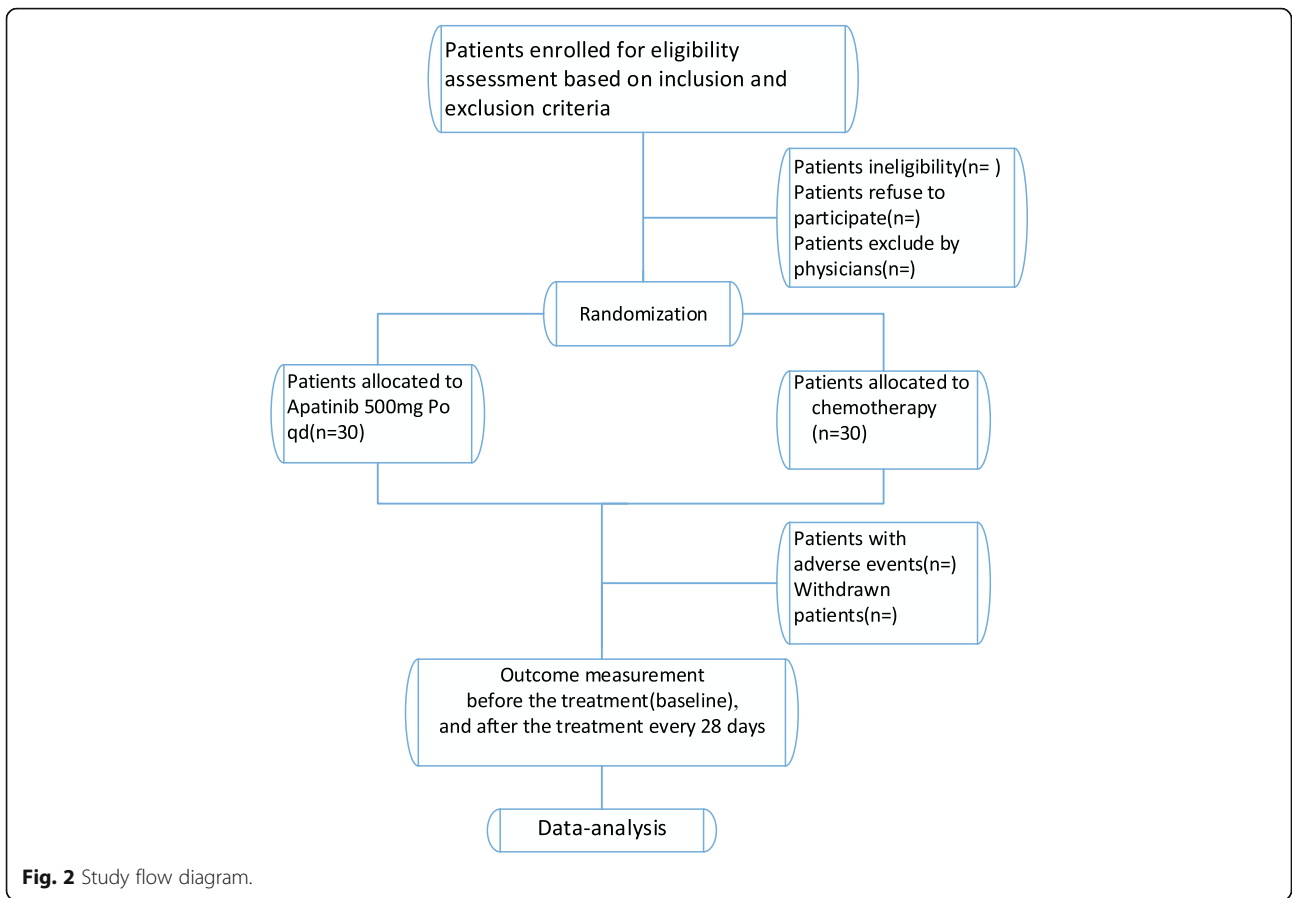 Patients enrolled for eligibility
assessment based on inclusion and
exclusion criteria
Patients ineligibility(n= )
Patients refuse to
participate(n=)
Patients exclude by
physicians(n=)
Randomization
Patients allocated to
Apatinib 500mg Po
qd(n=30)
Patients allocated to
chemotherapy
(n=30)
Patients with
adverse events(n=)
Withdrawn
patients(n=)
Outcome measurement
before the treatment(baseline),
and after the treatment every 28 days
Data-analysis
Fig. 2 Study flow diagram.